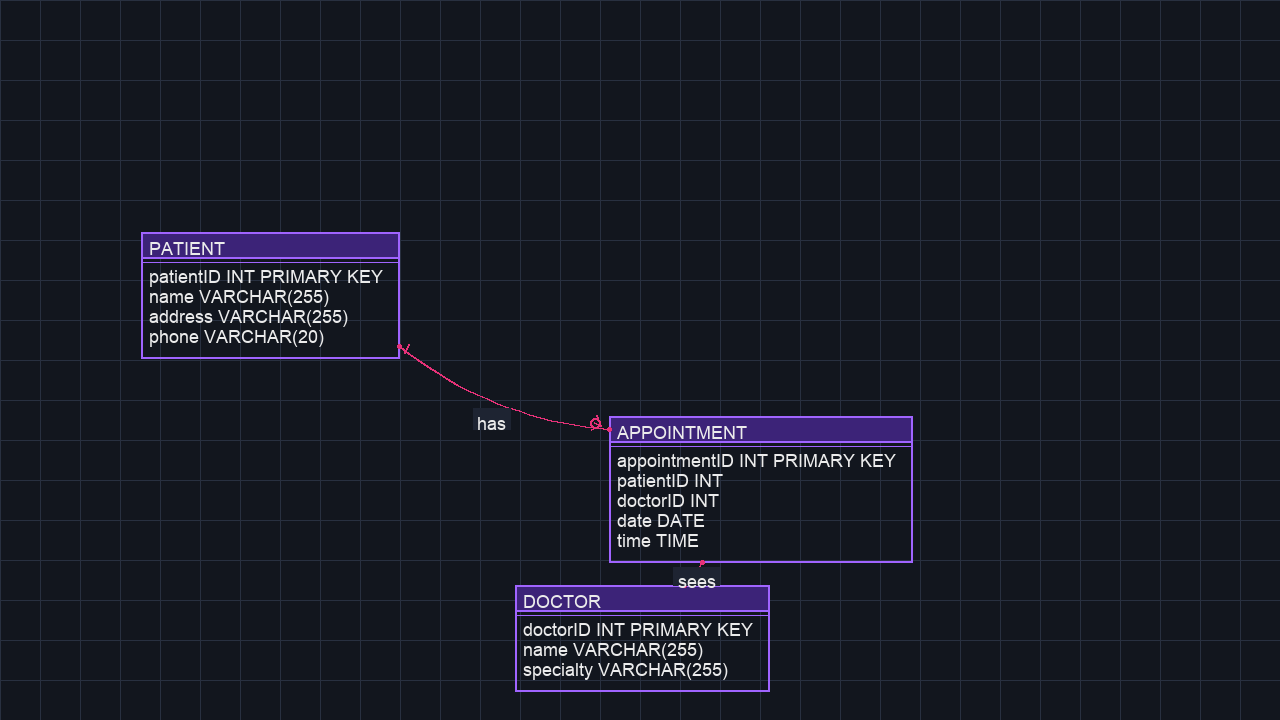 PATIENT
patientID INT PRIMARY KEY
name VARCHAR(255)
address VARCHAR(255)
phone VARCHAR(20)
has
APPOINTMENT
appointmentID INT PRIMARY KEY
patientID INT
doctorID INT
date DATE
time TIME
sees
DOCTOR
doctorID INT PRIMARY KEY
name VARCHAR(255)
specialty VARCHAR(255)